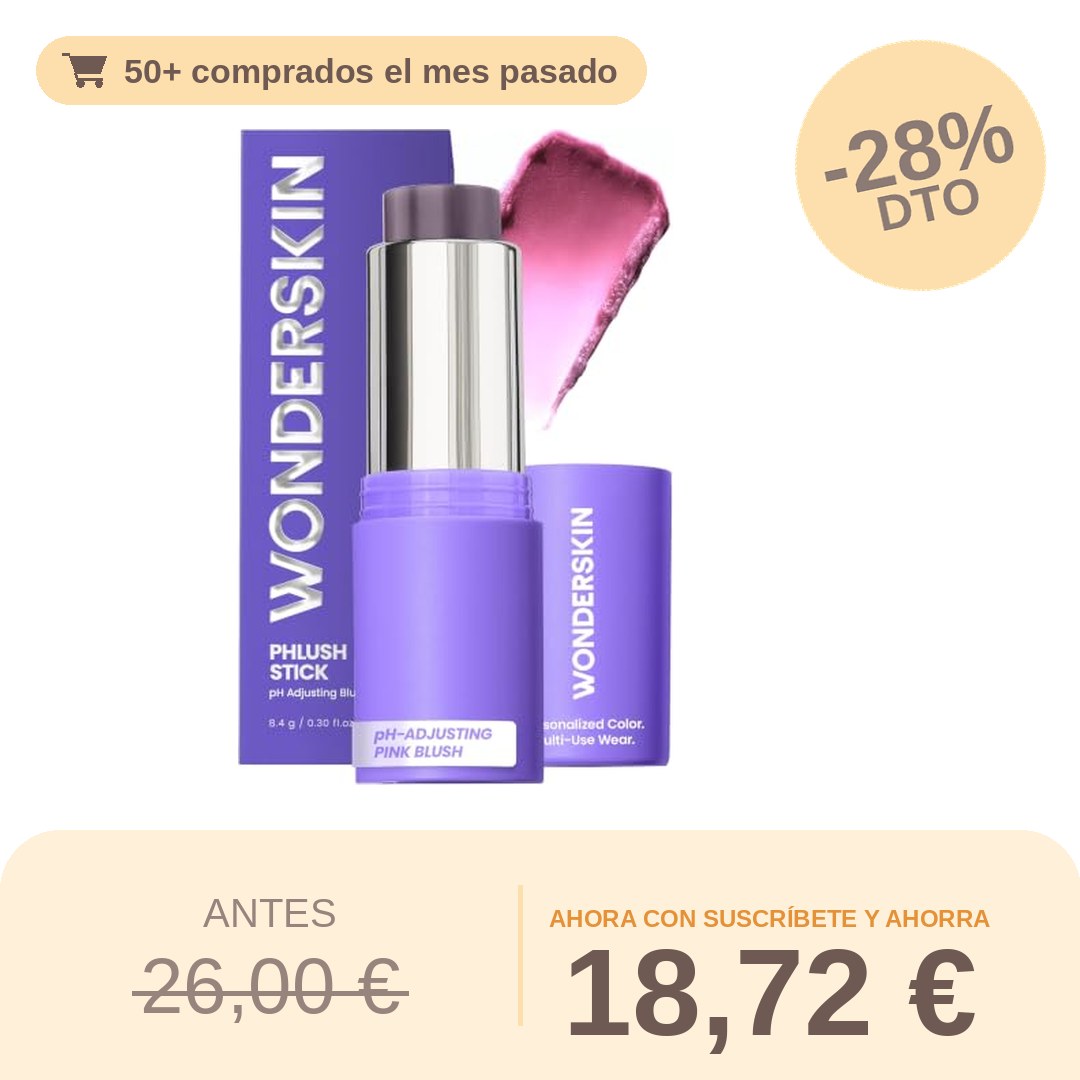 50+ comprados el mes pasado
-28%
DTO
WONDERSKIN
PHLUSH
STICK
pH Adjusting Blu
8.4 g / 0.30 fl.oz
pH-ADJUSTING
PINK BLUSH
WONDERSKIN
sonalized Color.
ulti-Use Wear.
ANTES
26,00 €
AHORA CON SUSCRÍBETE Y AHORRA
18,72 €